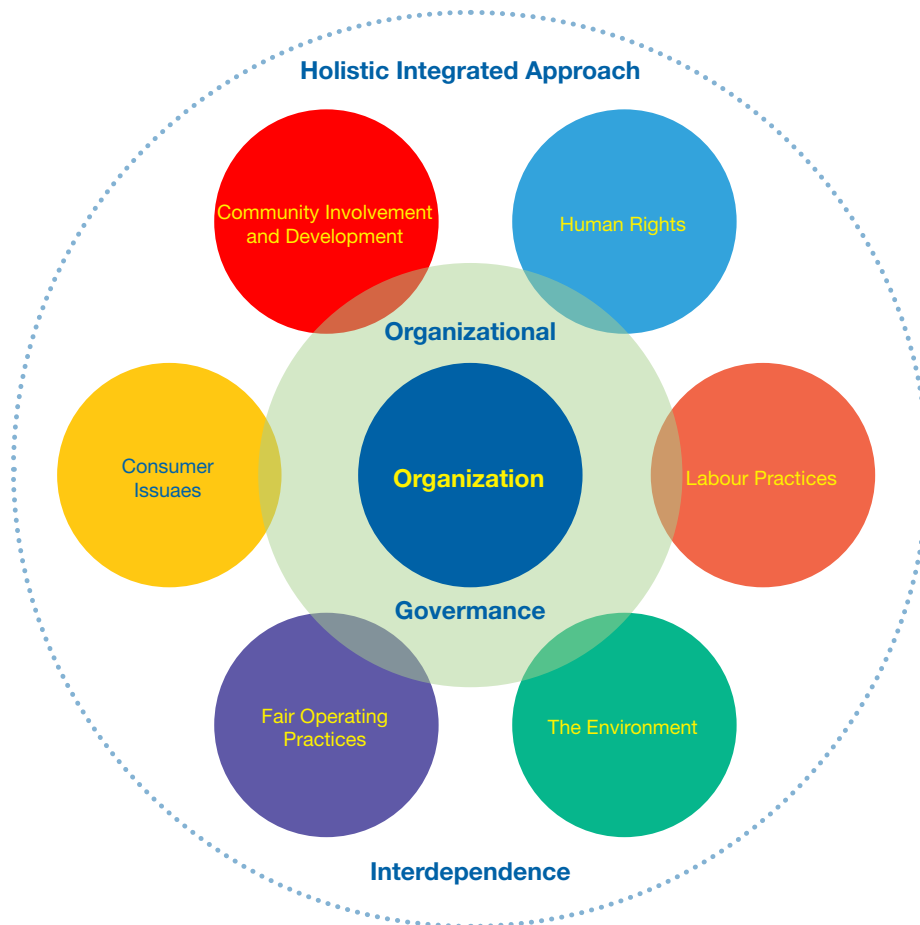 Holistic Integrated Approach
Community Involvement
and Development
Human Rights
Organizational
Consumer
Issuaes
Organization
Labour Practices
Govermance
Fair Operating
Practices
The Environment
Interdependence